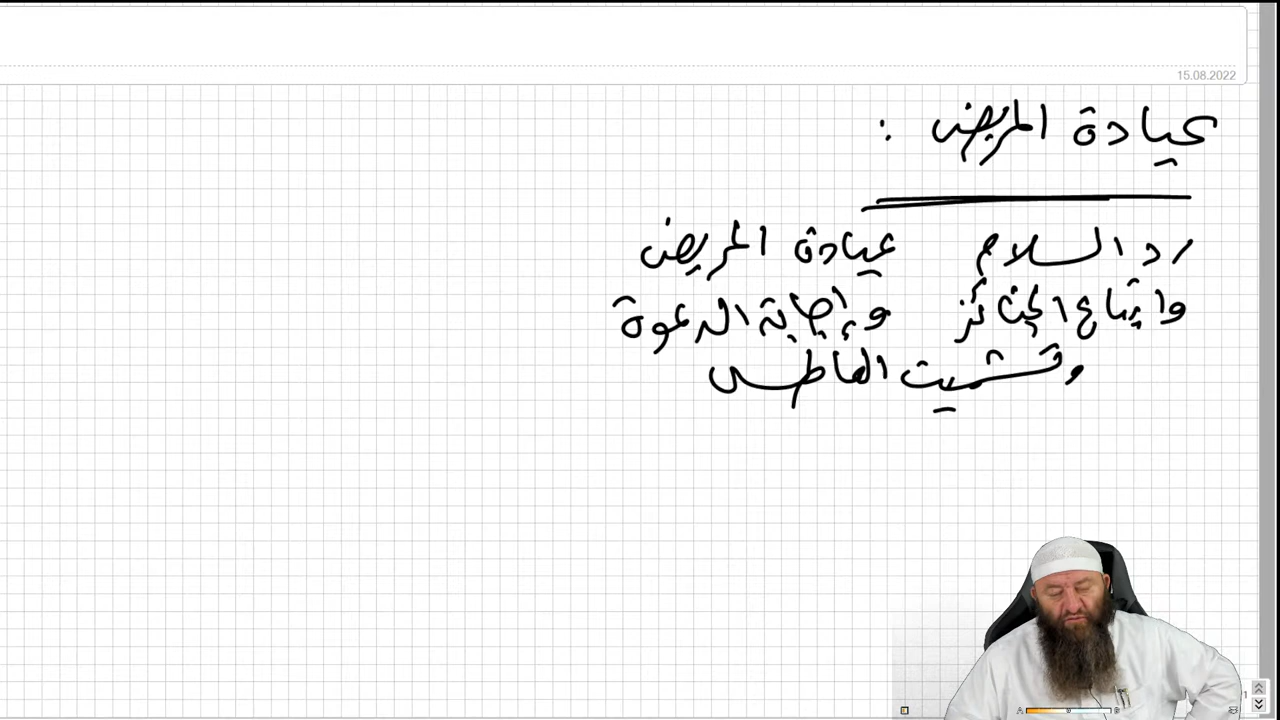 15.08.2022
عيادة المريض :
رد السلام عيادة المريض
واتباع الجنائز وإجابة الدعوة
وتشميت العاطس